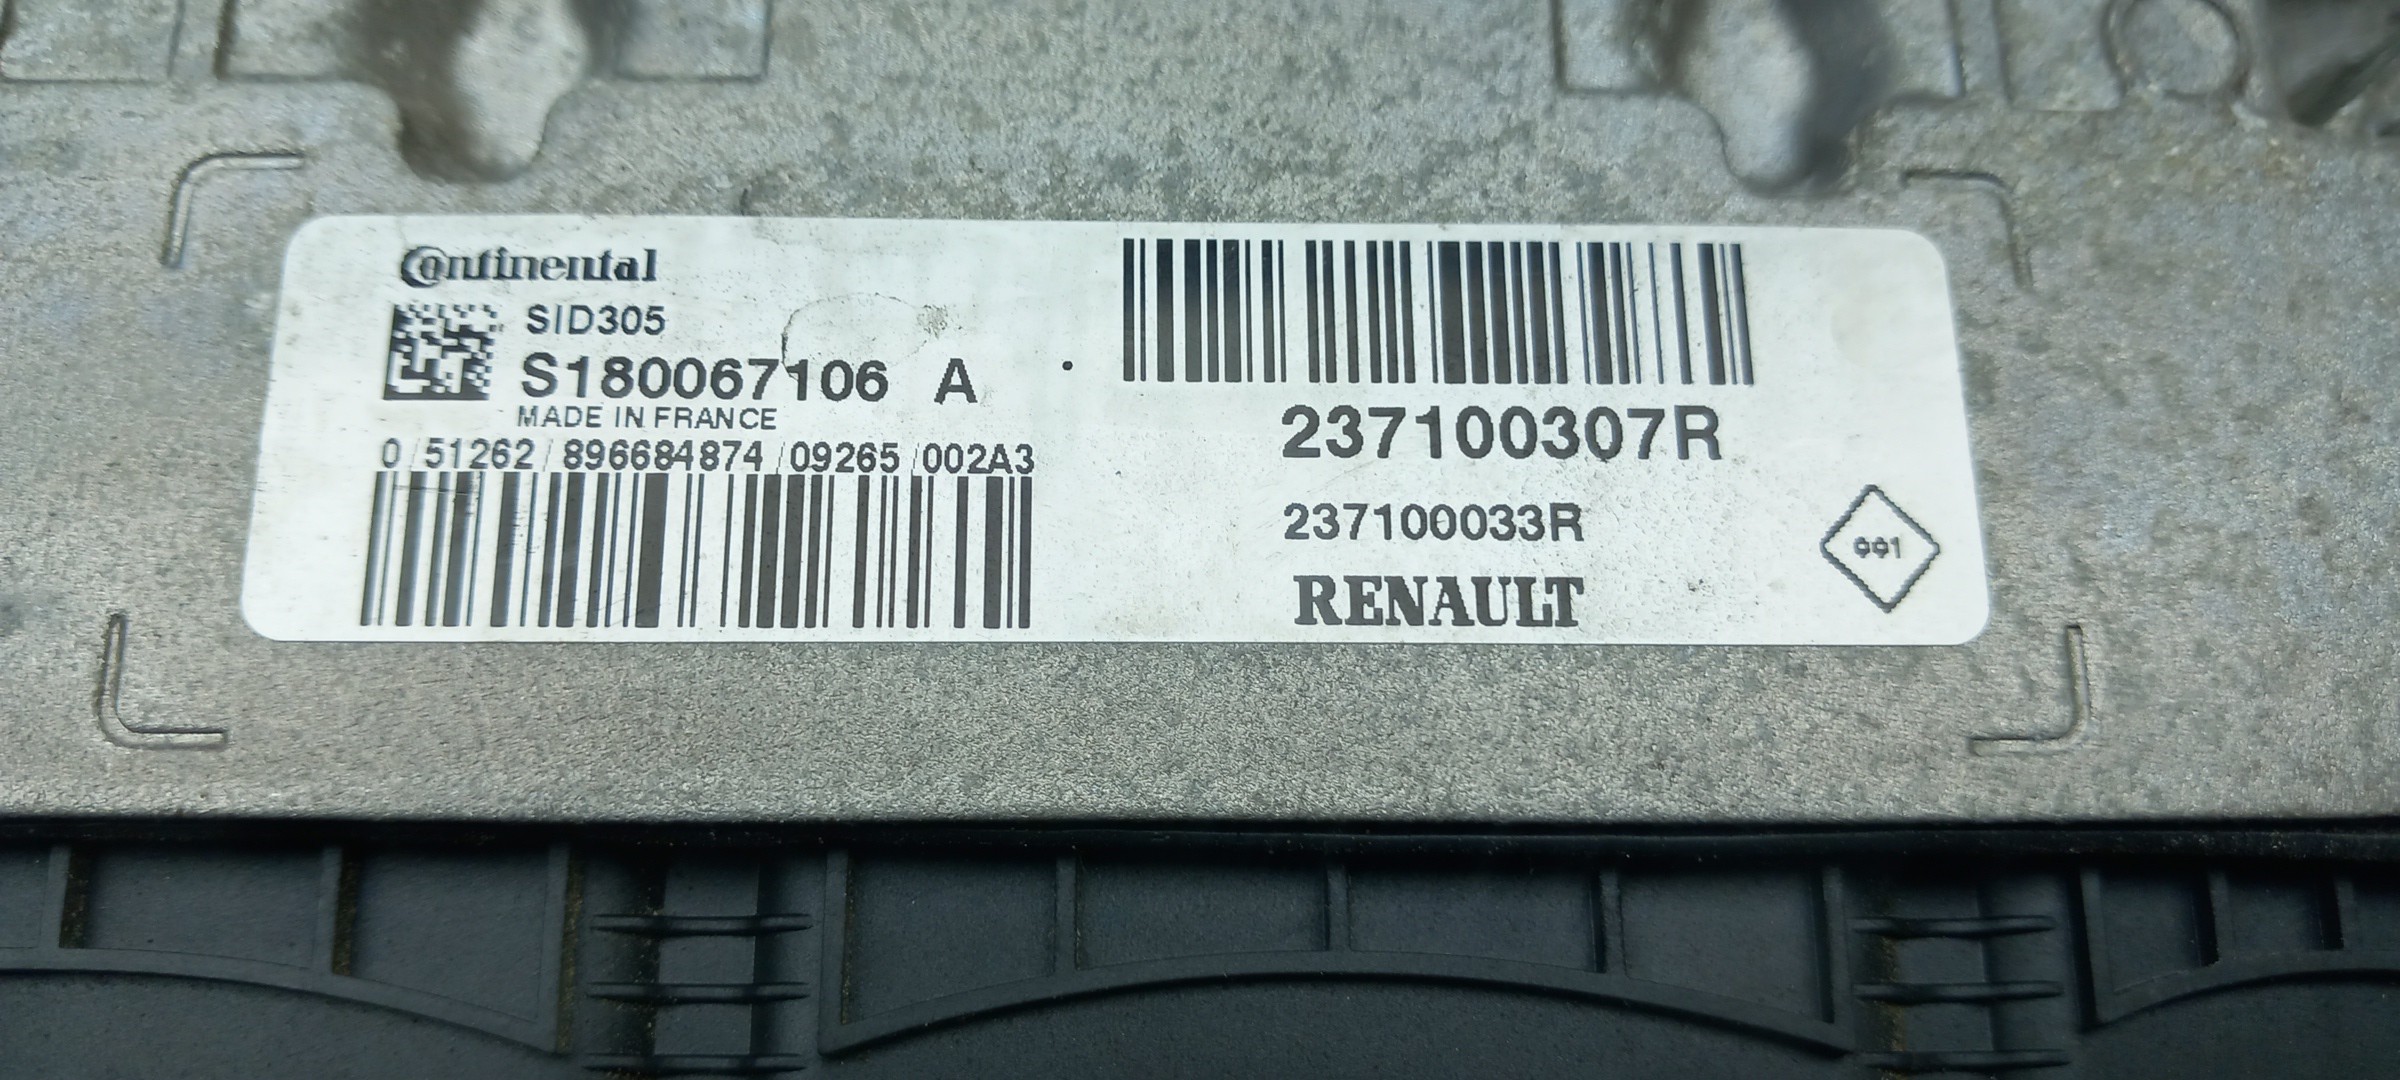 Continental
SID305
S180067106 A
MADE IN FRANCE
0/51262/896684874/09265/002A3
237100307R
237100033R
RENAULT